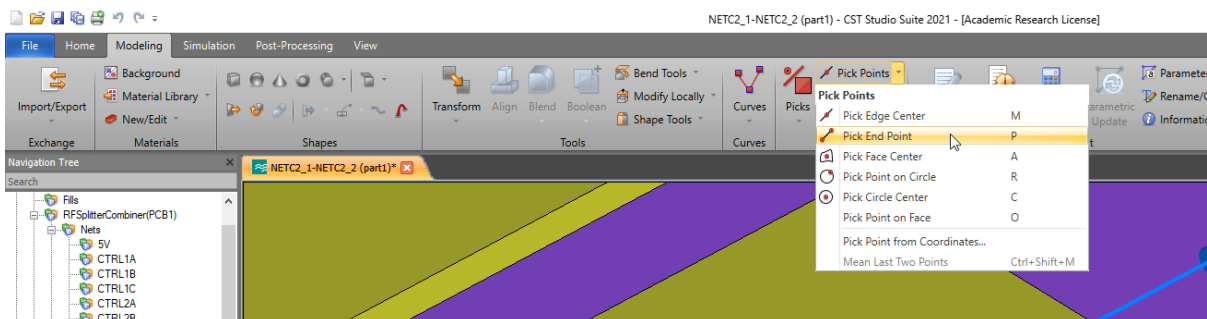 NETC2_1-NETC2_2 (part1) - CST Studio Suite 2021 - [Academic Research License]
File Home Modeling Simulation Post-Processing View
Import/Export
Background
Material Library
New/Edit
Transform Align Blend Boolean
Bend Tools
Modify Locally
Shape Tools
Curves
Picks
Pick Points
Parametric
Update
Rename/
Exchange Materials Shapes Tools Curves
Pick Points
Pick Edge Center M
Pick End Point P
Pick Face Center A
Pick Point on Circle R
Pick Circle Center C
Pick Point on Face O
Pick Point from Coordinates...
Mean Last Two Points Ctrl+Shift+M
Navigation Tree
NETC2_1-NETC2_2 (part1)*
Search
Fills
RFSplitterCombiner(PCB1)
Nets
5V
CTRL1A
CTRL1B
CTRL1C
CTRL2A
CTRL2B